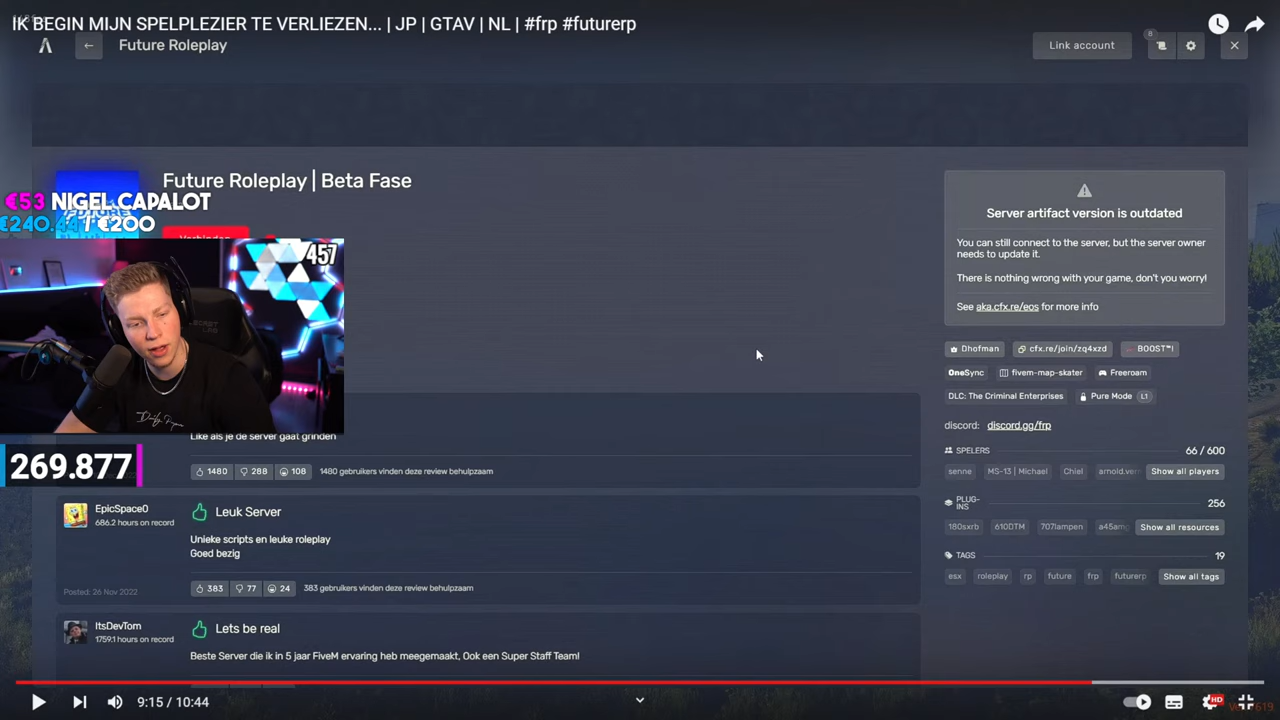 IK BEGIN MIJN SPELPLEZIER TE VERLIEZEN... | JP | GTAV | NL | #frp #futurerp
Future Roleplay
Link account
8
Future Roleplay | Beta Fase
€53 NIGEL CAPALOT
€240.44 / €200
457
269.877
Like als je de server gaat grinden
1480
288
108
1480 gebruikers vinden deze review behulpzaam
EpicSpace0
686.2 hours on record
Leuk Server
Unieke scripts en leuke roleplay
Goed bezig
Posted: 26 Nov 2022
383
77
24
383 gebruikers vinden deze review behulpzaam
ItsDevTom
1759.1 hours on record
Lets be real
Beste Server die ik in 5 jaar FiveM ervaring heb meegemaakt, Ook een Super Staff Team!
Server artifact version is outdated
You can still connect to the server, but the server owner
needs to update it.
There is nothing wrong with your game, don't you worry!
See aka.cfx.re/eos for more info
Dhofman
cfx.re/join/zq4xzd
BOOST™!
OneSync
fivem-map-skater
Freeroam
DLC: The Criminal Enterprises
Pure Mode L1
discord: discord.gg/frp
SPELERS
66 / 600
senne
MS-13 | Michael
Chiel
Show all players
PLUG-
INS
256
180sxrb
610DTM
707lampen
Show all resources
TAGS
19
esx
roleplay
rp
future
frp
futurerp
Show all tags
9:15 / 10:44
HD